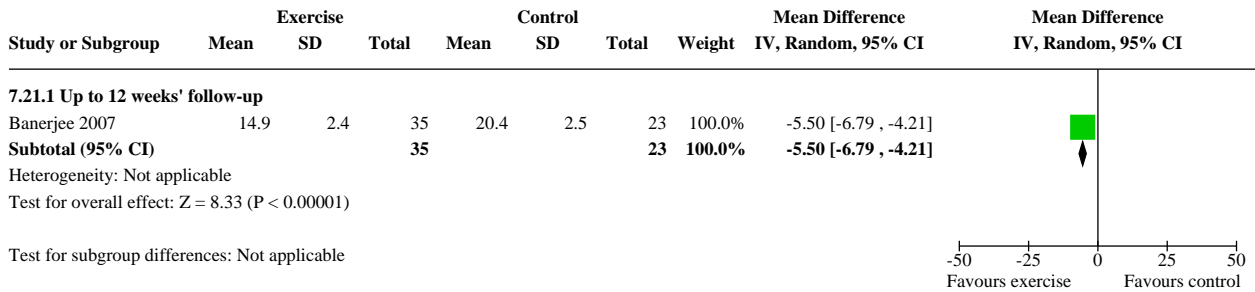 Exercise Control Mean Difference Mean Difference
Study or Subgroup Mean SD Total Mean SD Total Weight IV, Random, 95% CI IV, Random, 95% CI
7.21.1 Up to 12 weeks' follow-up
Banerjee 2007 14.9 2.4 35 20.4 2.5 23 100.0% -5.50 [-6.79 , -4.21]
Subtotal (95% CI) 35 23 100.0% -5.50 [-6.79 , -4.21]
Heterogeneity: Not applicable
Test for overall effect: Z = 8.33 (P < 0.00001)
Test for subgroup differences: Not applicable
-50 -25 0 25 50
Favours exercise Favours control